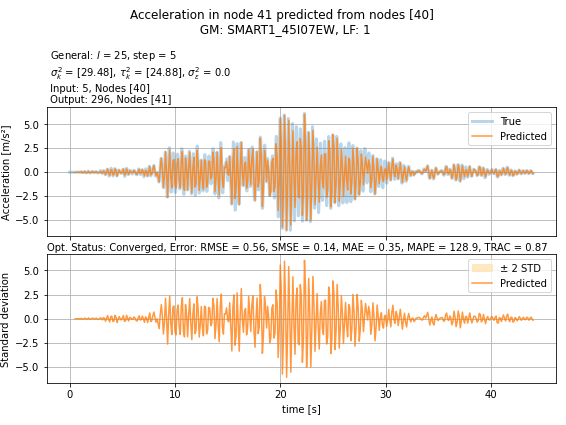 Acceleration in node 41 predicted from nodes [40]
GM: SMART1_45I07EW, LF: 1
General: l = 25, step = 5
σ²ₖ = [29.48], τ²ₖ = [24.88], σ²ε = 0.0
Input: 5, Nodes [40]
Output: 296, Nodes [41]
Acceleration [m/s²]
5.0
2.5
0.0
−2.5
−5.0
True
Predicted
Opt. Status: Converged, Error: RMSE = 0.56, SMSE = 0.14, MAE = 0.35, MAPE = 128.9, TRAC = 0.87
Standard deviation
5.0
2.5
0.0
−2.5
−5.0
± 2 STD
Predicted
0 10 20 30 40
time [s]